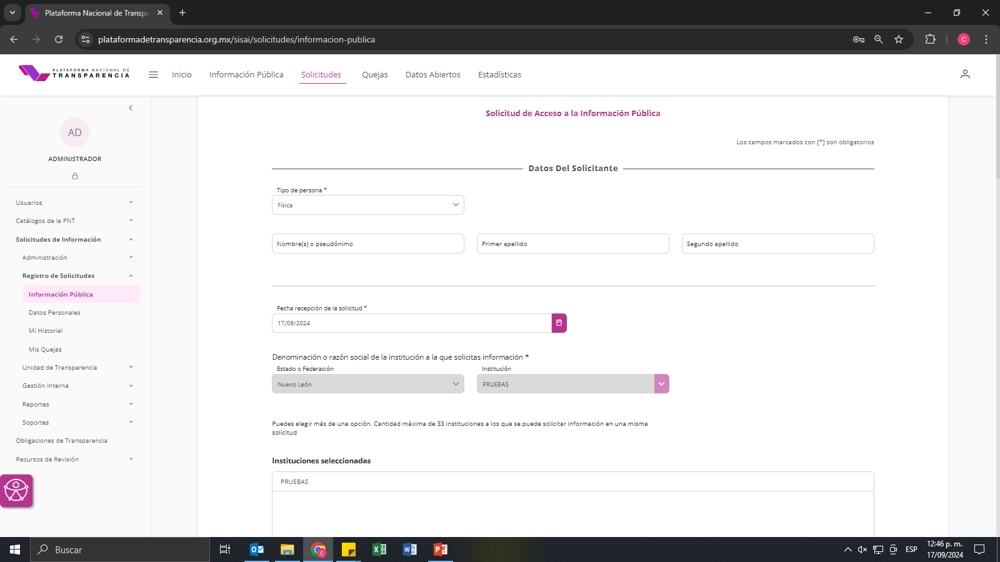 Plataforma Nacional de Transpa
plataformadetransparencia.org.mx/sisai/solicitudes/informacion-publica
C
PLATAFORMA NACIONAL DE
TRANSPARENCIA
Inicio
Información Pública
Solicitudes
Quejas
Datos Abiertos
Estadísticas
AD
ADMINISTRADOR
Usuarios
Catálogos de la PNT
Solicitudes de Información
Administración
Registro de Solicitudes
Información Pública
Datos Personales
Mi Historial
Mis Quejas
Unidad de Transparencia
Gestión Interna
Reportes
Soportes
Obligaciones de Transparencia
Recursos de Revisión
Solicitud de Acceso a la Información Pública
Los campos marcados con [*] son obligatorios
Datos Del Solicitante
Tipo de persona *
Física
Nombre(s) o pseudónimo
Primer apellido
Segundo apellido
Fecha recepción de la solicitud *
17/09/2024
Denominación o razón social de la institución a la que solicitas información *
Estado o Federación
Institución
Nuevo León
PRUEBAS
Puedes elegir más de una opción. Cantidad máxima de 33 instituciones a los que se puede solicitar información en una misma
solicitud
Instituciones seleccionadas
PRUEBAS
Buscar
ESP
12:46 p. m.
17/09/2024